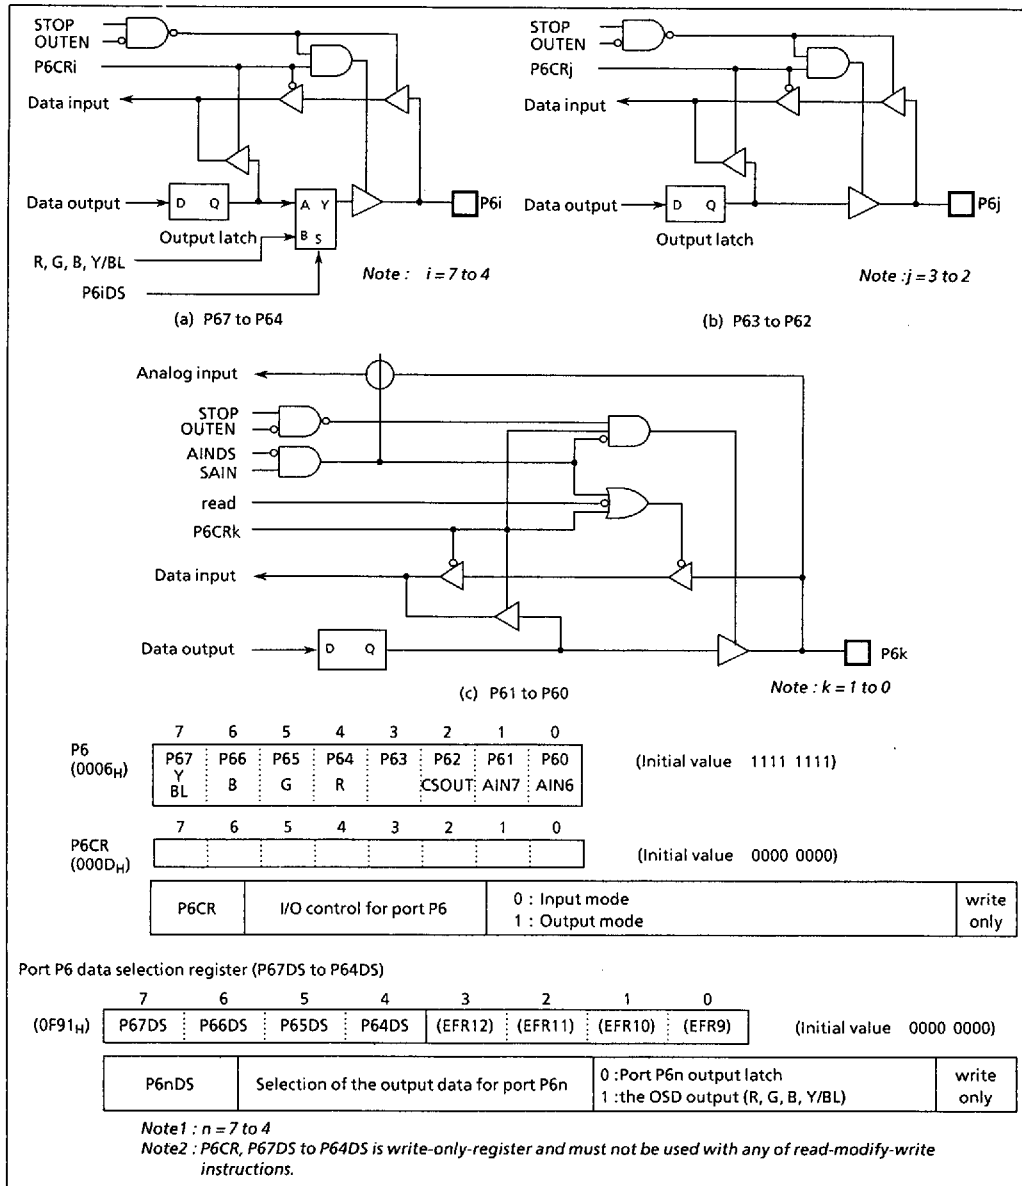 STOP
OUTEN
P6CRi
Data input
Data output
D Q
Output latch
A Y
B S
P6i
R, G, B, Y/BL
P6iDS
Note : i = 7 to 4
(a) P67 to P64
STOP
OUTEN
P6CRj
Data input
Data output
D Q
Output latch
P6j
Note : j = 3 to 2
(b) P63 to P62
Analog input
STOP
OUTEN
AINDS
SAIN
read
P6CRk
Data input
Data output
D Q
P6k
Note : k = 1 to 0
(c) P61 to P60
7 6 5 4 3 2 1 0
P6
(0006H)
P67 P66 P65 P64 P63 P62 P61 P60
Y
BL B G R CSOUT AIN7 AIN6
(Initial value 1111 1111)
7 6 5 4 3 2 1 0
P6CR
(000DH)
(Initial value 0000 0000)
P6CR I/O control for port P6
0 : Input mode
1 : Output mode
write
only
Port P6 data selection register (P67DS to P64DS)
7 6 5 4 3 2 1 0
(0F91H) P67DS P66DS P65DS P64DS (EFR12) (EFR11) (EFR10) (EFR9) (Initial value 0000 0000)
P6nDS Selection of the output data for port P6n
0 :Port P6n output latch
1 :the OSD output (R, G, B, Y/BL)
write
only
Note1 : n = 7 to 4
Note2 : P6CR, P67DS to P64DS is write-only-register and must not be used with any of read-modify-write
instructions.